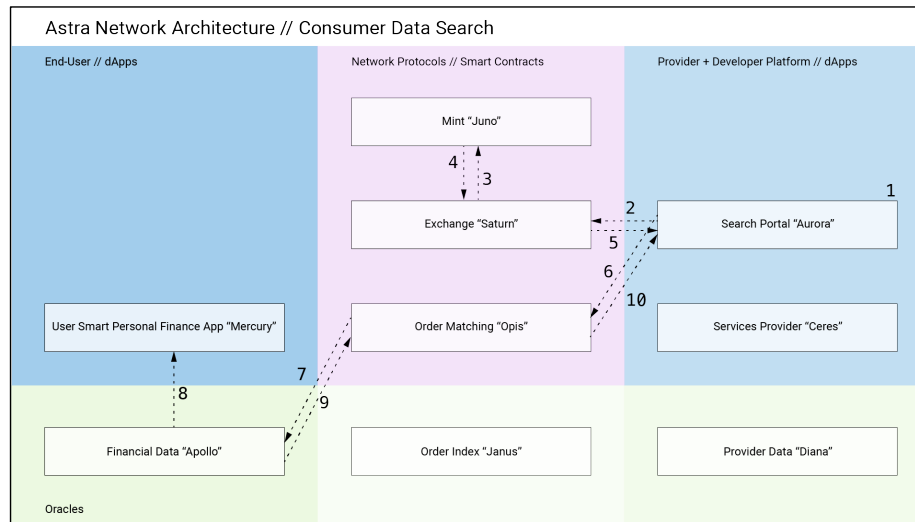 Astra Network Architecture // Consumer Data Search
End-User // dApps
Network Protocols // Smart Contracts
Provider + Developer Platform // dApps
Mint “Juno”
4
3
1
Exchange “Saturn”
2
5
Search Portal “Aurora”
6
10
User Smart Personal Finance App “Mercury”
Order Matching “Opis”
Services Provider “Ceres”
7
8
9
Financial Data “Apollo”
Order Index “Janus”
Provider Data “Diana”
Oracles